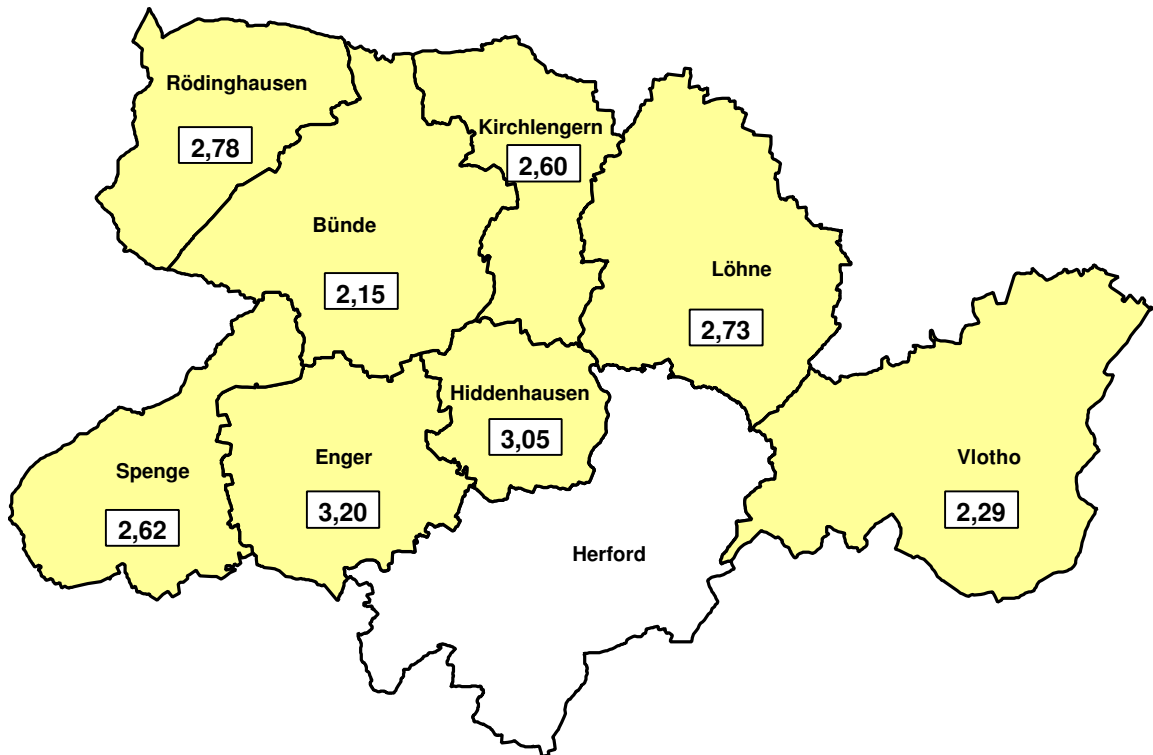 Rödinghausen
2,78
Kirchlengern
2,60
Bünde
2,15
Löhne
2,73
Hiddenhausen
3,05
Spenge
2,62
Enger
3,20
Vlotho
2,29
Herford